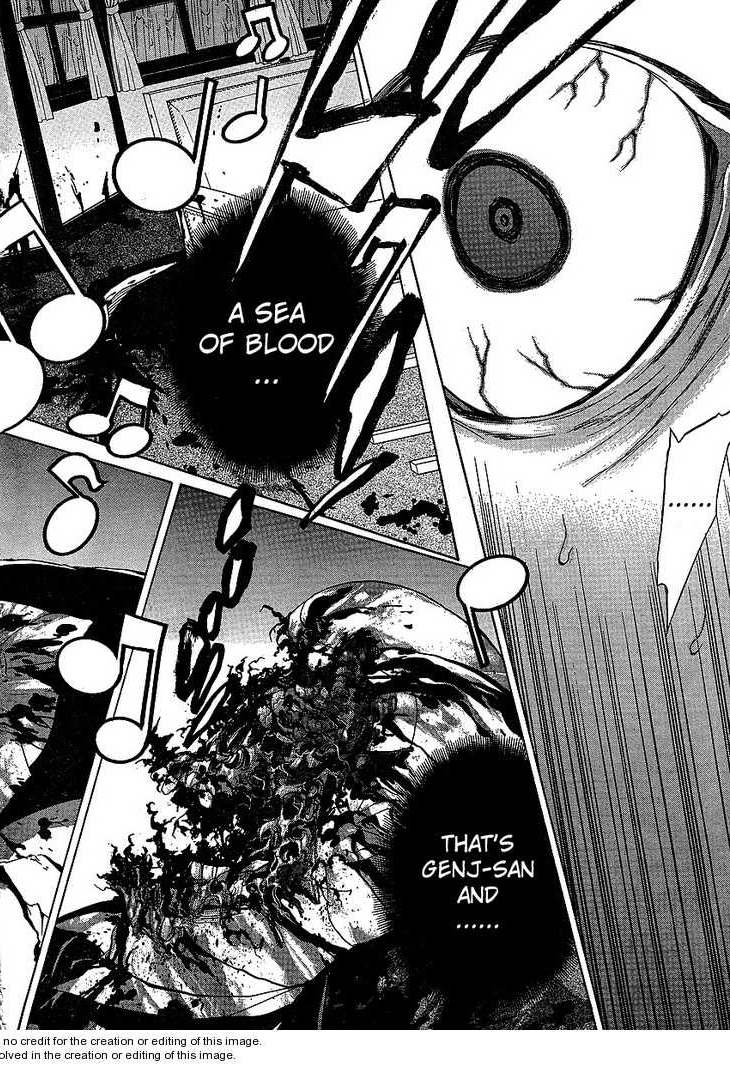 A SEA
OF BLOOD
...
......
THAT'S
GENJ-SAN
AND
......
no credit for the creation or editing of this image.
olved in the creation or editing of this image.